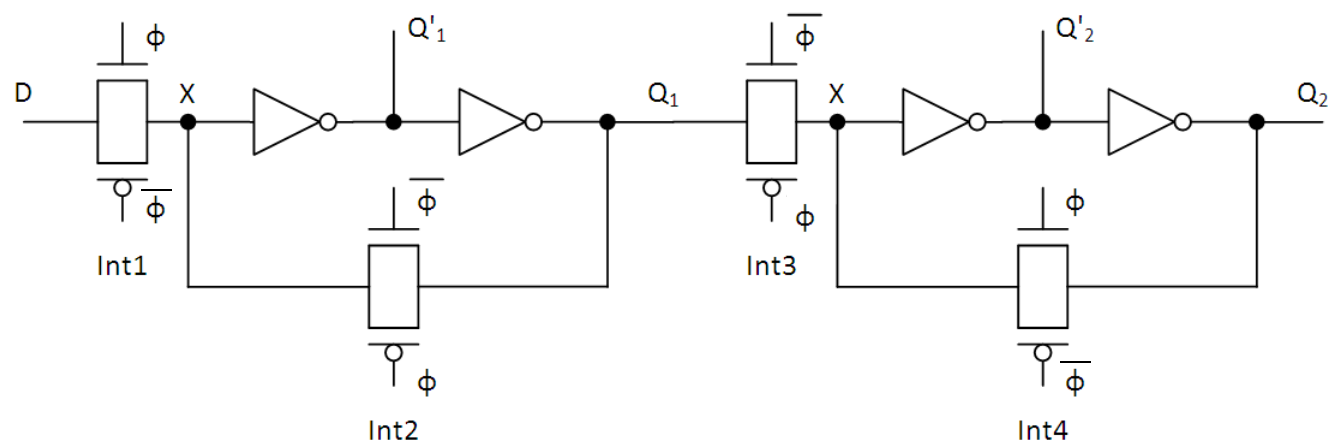 ϕ Q'₁ ϕ̅ Q'₂
D X Q₁ X Q₂
ϕ̅ ϕ̅ ϕ ϕ
Int1 Int3
ϕ ϕ̅
Int2 Int4